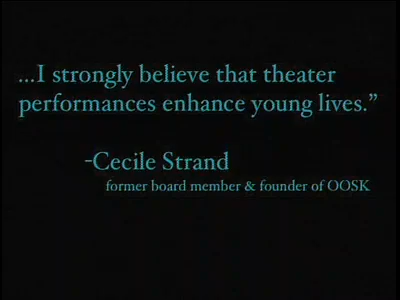 ...I strongly believe that theater
performances enhance young lives.”
-Cecile Strand
former board member & founder of OOSK